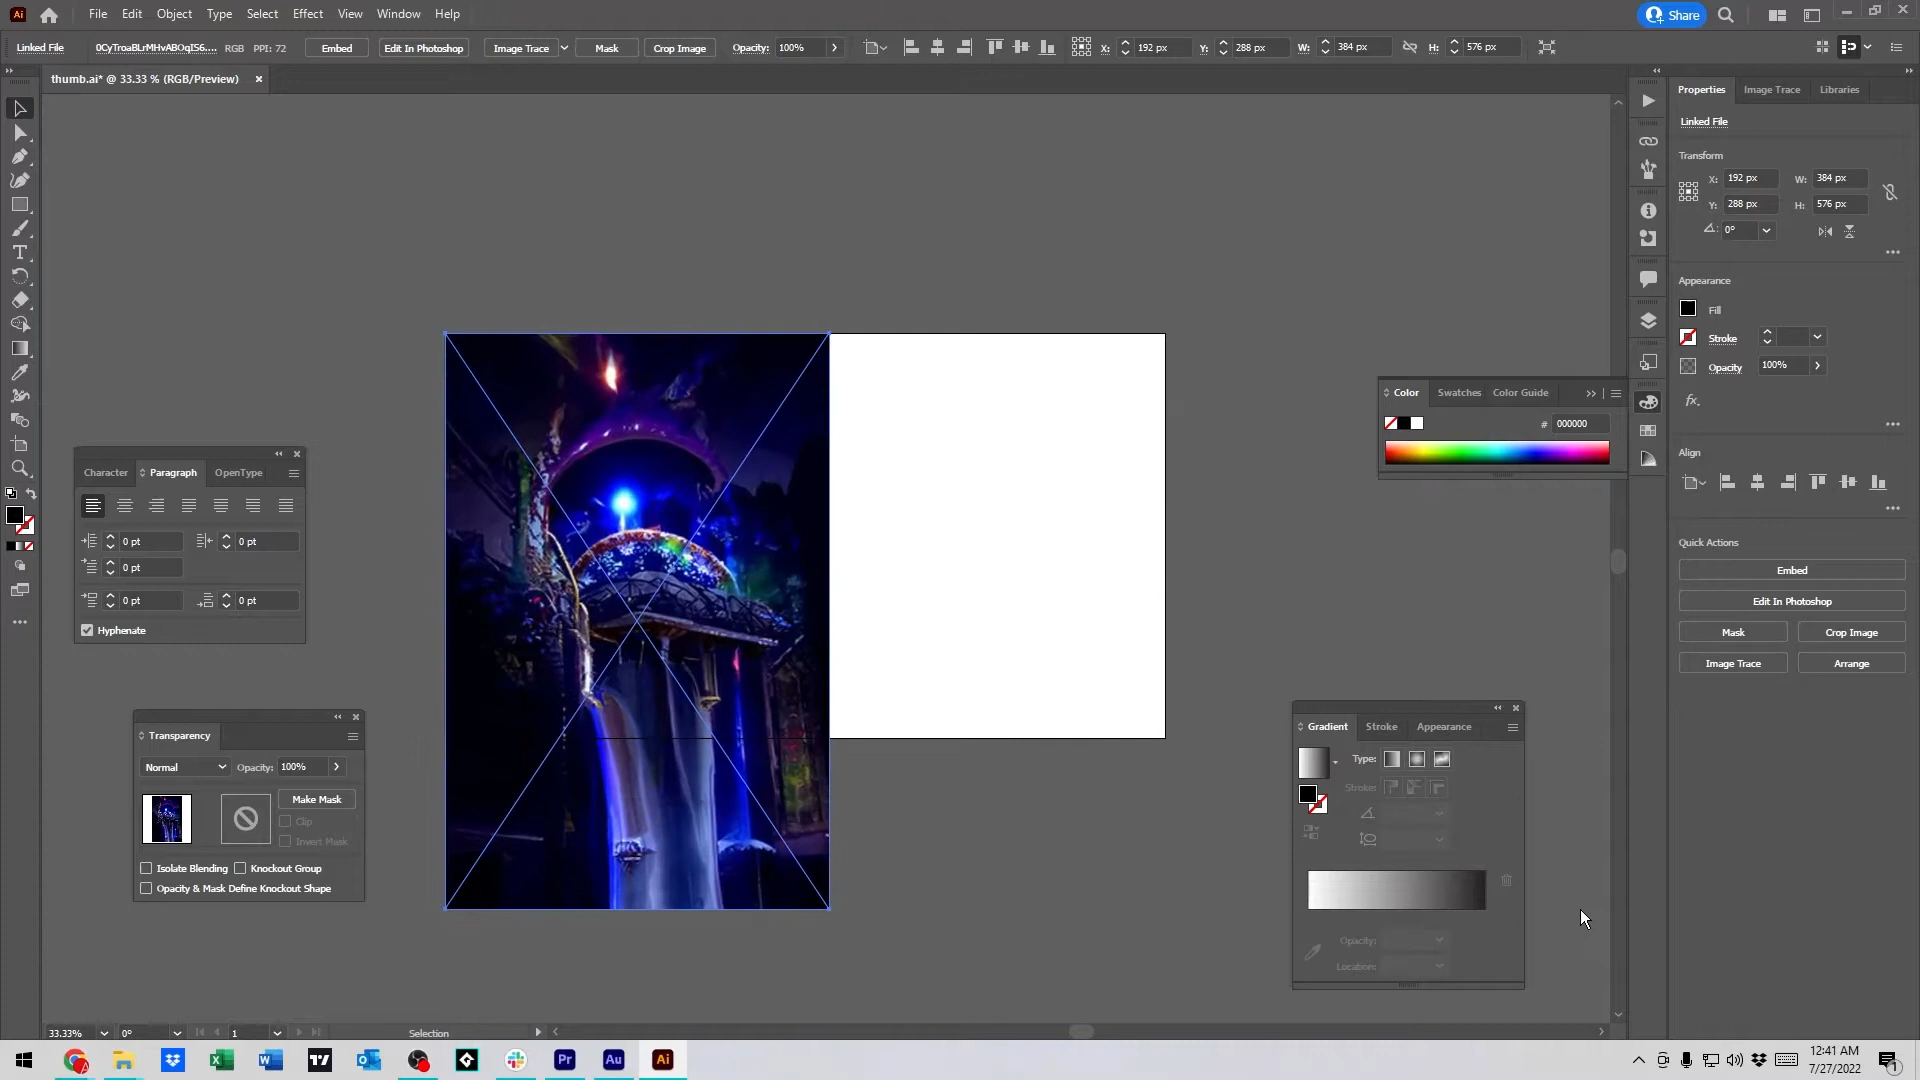 Ai File Edit Object Type Select Effect View Window Help Share
Linked File 0CyTroaBLrMHvABOqIS6.... RGB PPI: 72 Embed Edit In Photoshop Image Trace Mask Crop Image Opacity: 100% X: 192 px Y: 288 px W: 384 px H: 576 px
thumb.ai* @ 33.33 % (RGB/Preview)
Properties Image Trace Libraries
Linked File
Transform
X: 192 px W: 384 px
Y: 288 px H: 576 px
0°
Appearance
Fill
Stroke
Opacity 100%
fx.
Align
Quick Actions
Embed
Edit In Photoshop
Mask Crop Image
Image Trace Arrange
Color Swatches Color Guide
# 000000
Character Paragraph OpenType
0 pt 0 pt
0 pt
0 pt 0 pt
Hyphenate
Transparency
Normal Opacity: 100%
Make Mask
Clip
Invert Mask
Isolate Blending Knockout Group
Opacity & Mask Define Knockout Shape
Gradient Stroke Appearance
Type:
Stroke:
Opacity:
Location:
33.33% 0° 1 Selection
Pr Au Ai
12:41 AM
7/27/2022
1